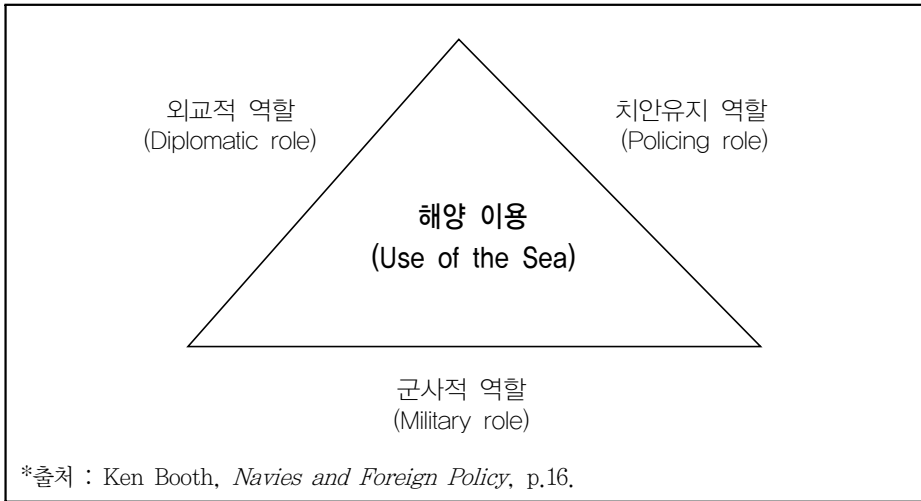 외교적 역할
(Diplomatic role)
치안유지 역할
(Policing role)
해양 이용
(Use of the Sea)
군사적 역할
(Military role)
*출처 : Ken Booth, Navies and Foreign Policy, p.16.